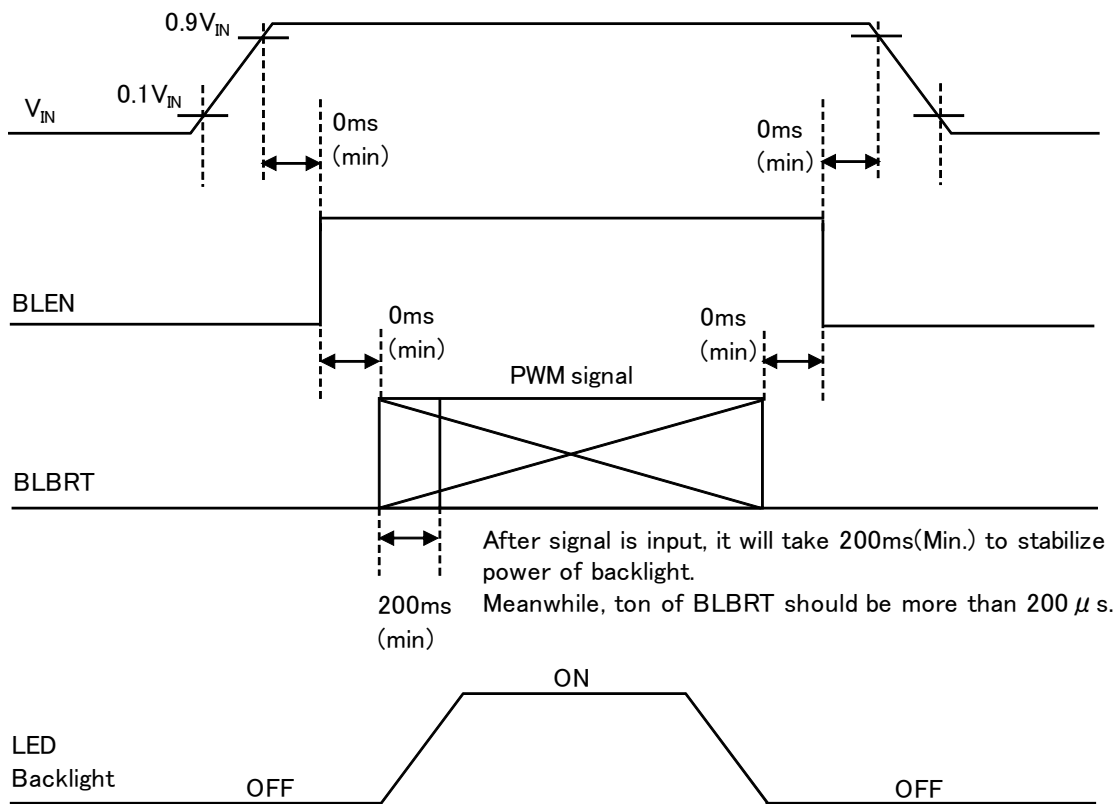 0.9VIN
0.1VIN
VIN
0ms
(min)
0ms
(min)
BLEN
0ms
(min)
0ms
(min)
PWM signal
BLBRT
After signal is input, it will take 200ms(Min.) to stabilize
power of backlight.
Meanwhile, ton of BLBRT should be more than 200 μ s.
200ms
(min)
ON
LED
Backlight
OFF
OFF